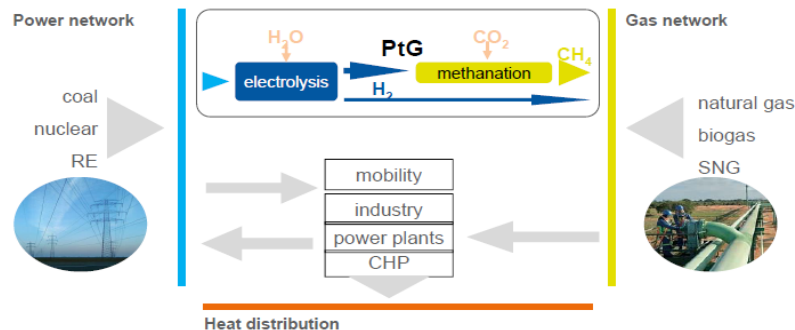 Power network
Gas network
H2O
PtG
CO2
CH4
electrolysis
methanation
H2
coal
nuclear
RE
natural gas
biogas
SNG
mobility
industry
power plants
CHP
Heat distribution